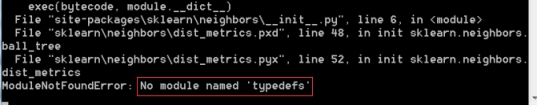 exec(bytecode, module.__dict__)
File "site-packages\sklearn\neighbors\__init__.py", line 6, in <module>
File "sklearn\neighbors\dist_metrics.pxd", line 48, in init sklearn.neighbors.
ball_tree
File "sklearn\neighbors\dist_metrics.pyx", line 52, in init sklearn.neighbors.
dist_metrics
ModuleNotFoundError: No module named 'typedefs'